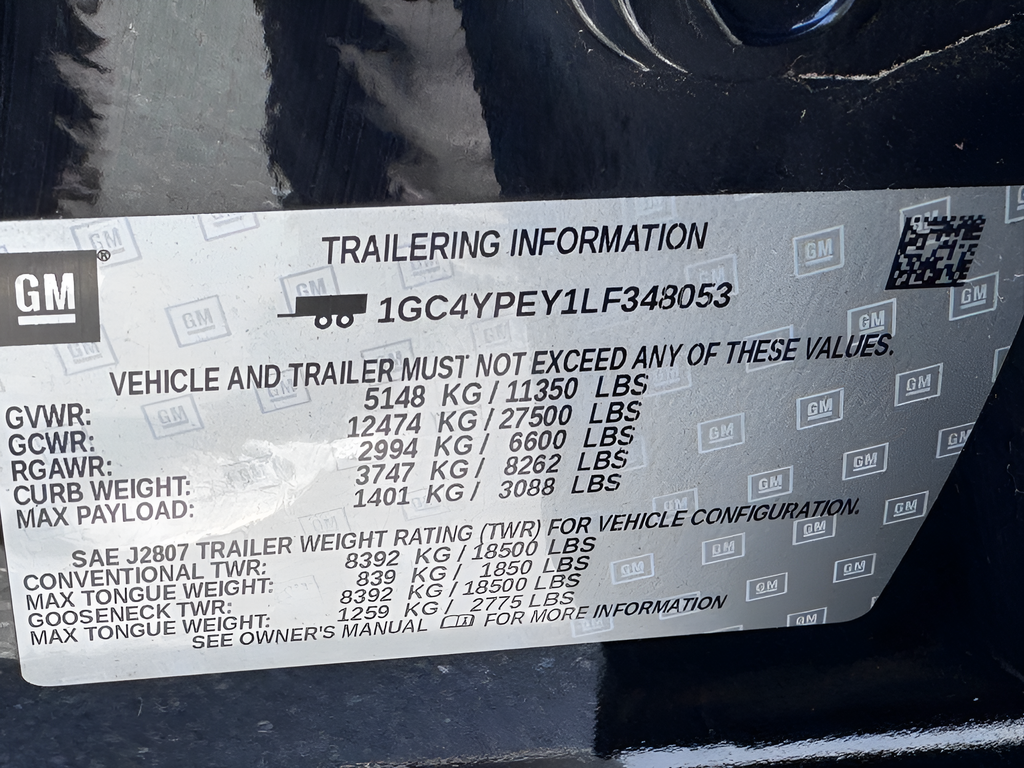 GM®
TRAILERING INFORMATION
1GC4YPEY1LF348053
VEHICLE AND TRAILER MUST NOT EXCEED ANY OF THESE VALUES.
GVWR: 5148 KG / 11350 LBS
GCWR: 12474 KG / 27500 LBS
RGAWR: 2994 KG / 6600 LBS
CURB WEIGHT: 3747 KG / 8262 LBS
MAX PAYLOAD: 1401 KG / 3088 LBS
SAE J2807 TRAILER WEIGHT RATING (TWR) FOR VEHICLE CONFIGURATION.
CONVENTIONAL TWR: 8392 KG / 18500 LBS
MAX TONGUE WEIGHT: 839 KG / 1850 LBS
GOOSENECK TWR: 8392 KG / 18500 LBS
MAX TONGUE WEIGHT: 1259 KG / 2775 LBS
SEE OWNER'S MANUAL FOR MORE INFORMATION